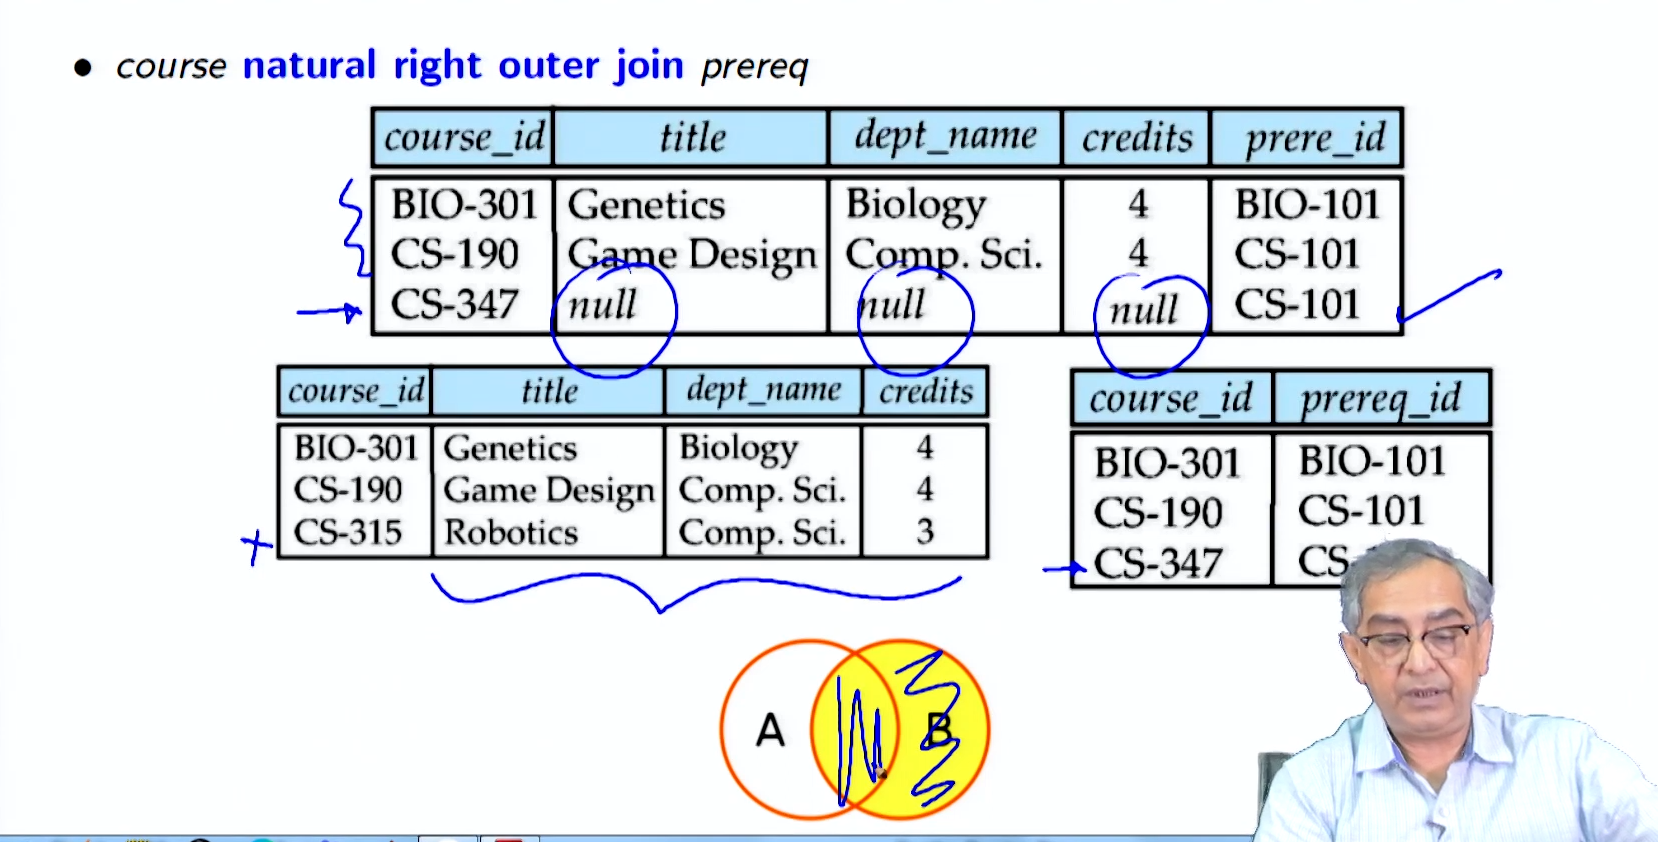 • course natural right outer join prereq
course_id title dept_name credits prere_id
BIO-301 Genetics Biology 4 BIO-101
CS-190 Game Design Comp. Sci. 4 CS-101
CS-347 null null null CS-101
course_id title dept_name credits
BIO-301 Genetics Biology 4
CS-190 Game Design Comp. Sci. 4
CS-315 Robotics Comp. Sci. 3
course_id prereq_id
BIO-301 BIO-101
CS-190 CS-101
CS-347 CS
A B